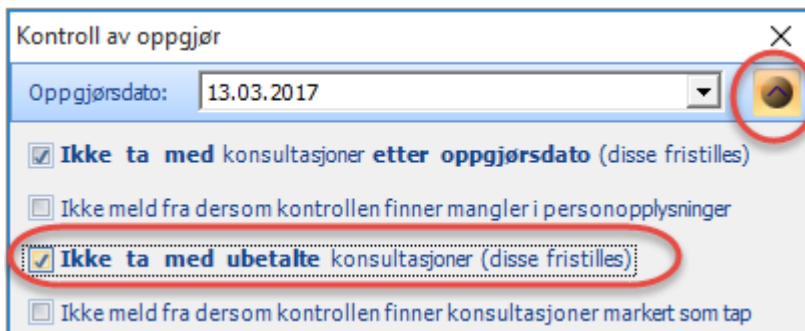 Kontroll av oppgjør
Oppgjørsdato: 13.03.2017
Ikke ta med konsultasjoner etter oppgjørsdato (disse fristilles)
Ikke meld fra dersom kontrollen finner mangler i personopplysninger
Ikke ta med ubetalte konsultasjoner (disse fristilles)
Ikke meld fra dersom kontrollen finner konsultasjoner markert som tap